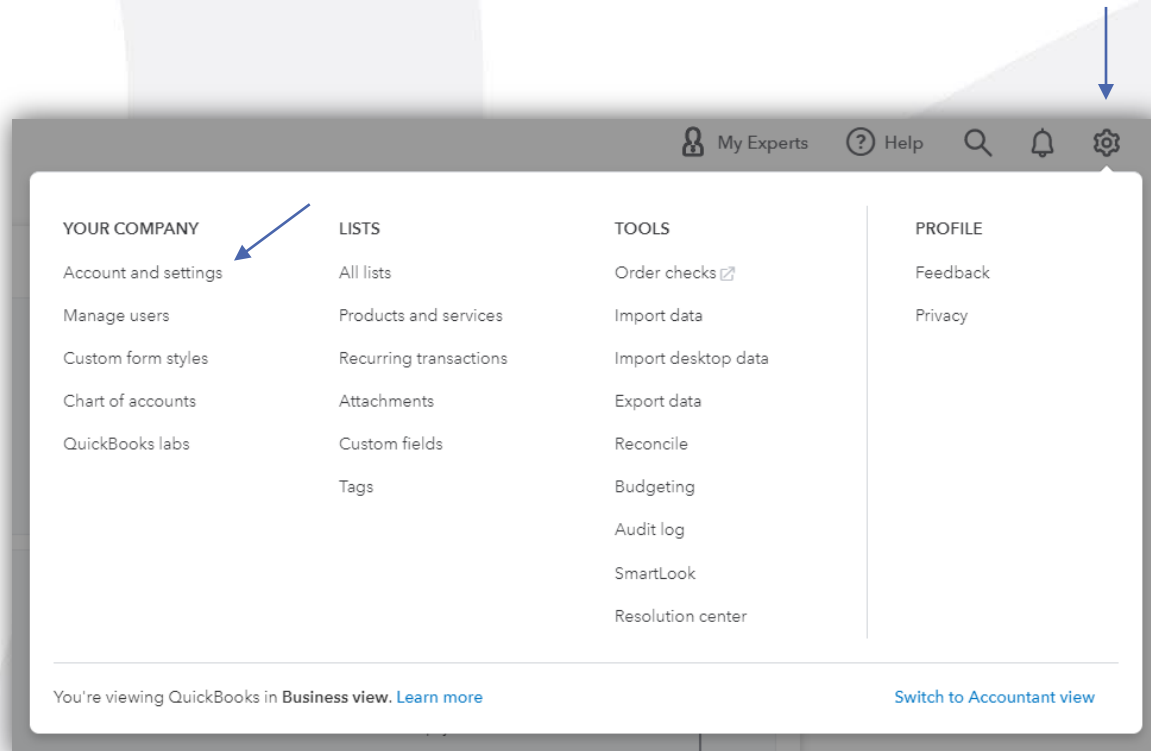 My Experts
Help
YOUR COMPANY
Account and settings
Manage users
Custom form styles
Chart of accounts
QuickBooks labs
LISTS
All lists
Products and services
Recurring transactions
Attachments
Custom fields
Tags
TOOLS
Order checks
Import data
Import desktop data
Export data
Reconcile
Budgeting
Audit log
SmartLook
Resolution center
PROFILE
Feedback
Privacy
You're viewing QuickBooks in Business view. Learn more
Switch to Accountant view